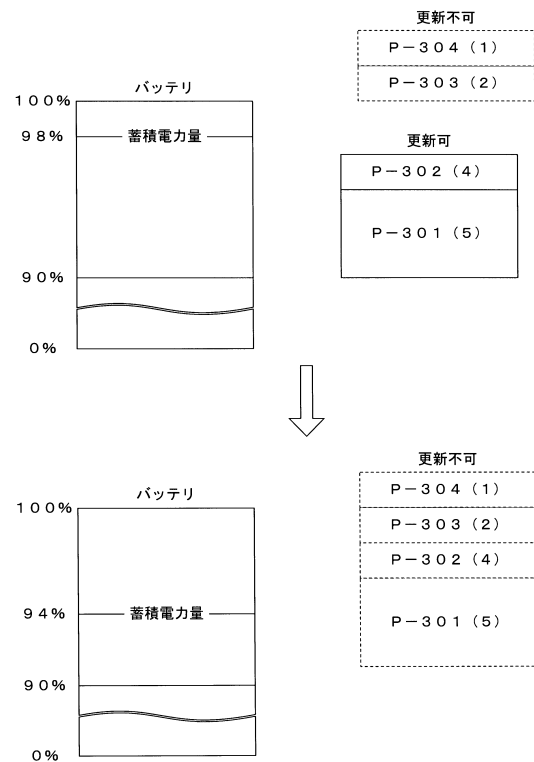 更新不可
P－304（1）
P－303（2）
バッテリ
100%
98%
蓄積電力量
更新可
P－302（4）
P－301（5）
90%
0%
更新不可
P－304（1）
P－303（2）
P－302（4）
P－301（5）
バッテリ
100%
94%
蓄積電力量
90%
0%